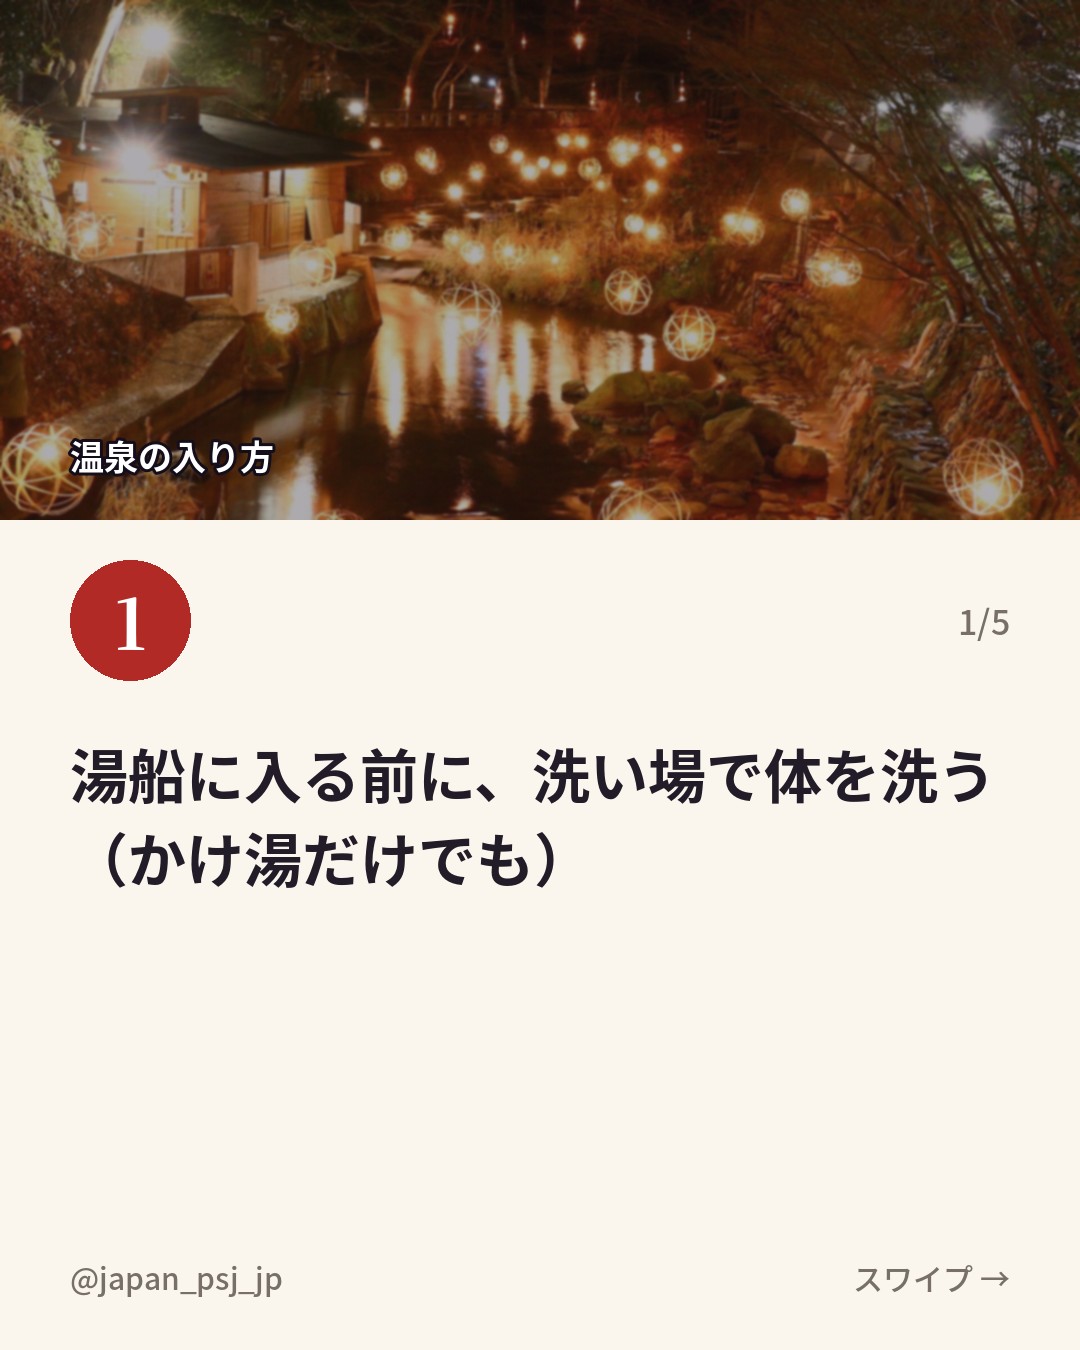 温泉の入り方
1
1/5
湯船に入る前に、洗い場で体を洗う
（かけ湯だけでも）
@japan_psj_jp
スワイプ →